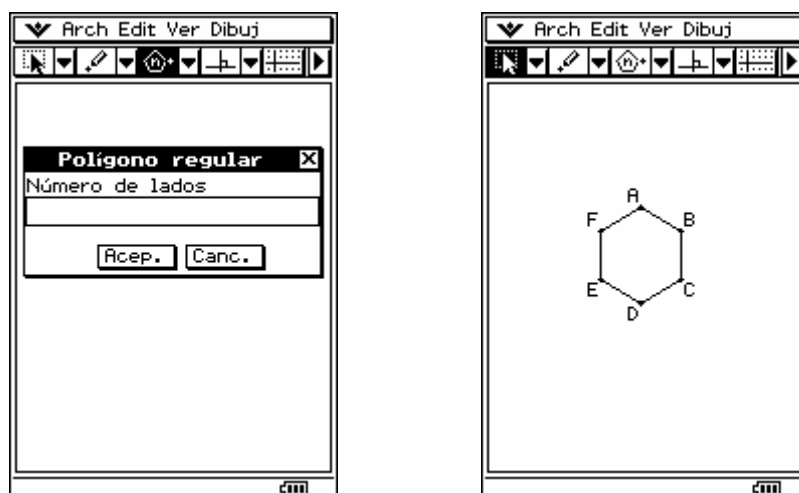 Arch Edit Ver Dibuj
n
Polígono regular X
Número de lados
Acep. Canc.
Arch Edit Ver Dibuj
n
A
F B
E C
D